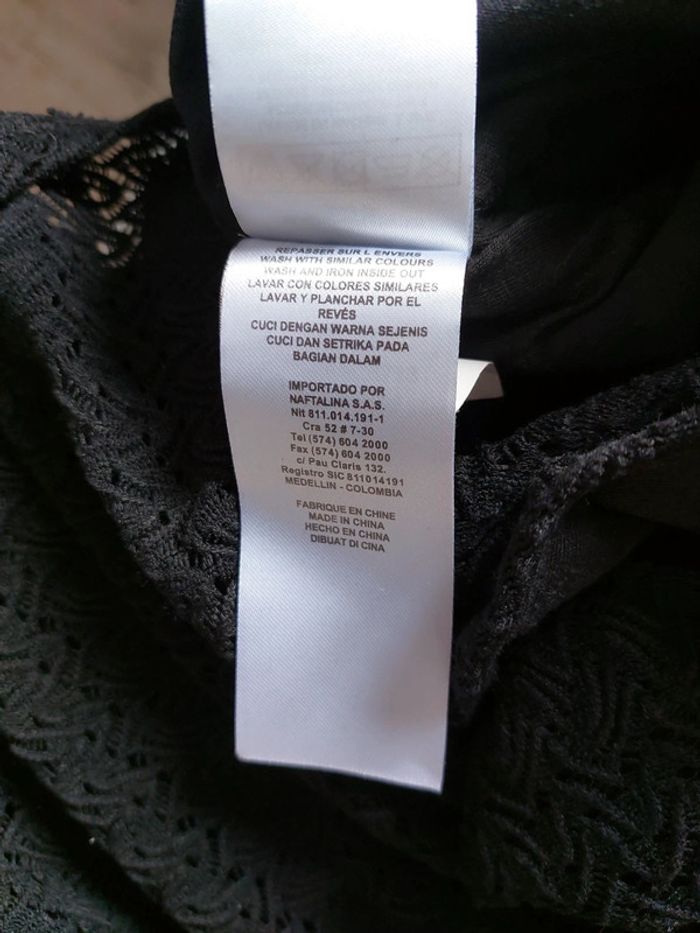 REPASSER SUR L ENVERS
WASH WITH SIMILAR COLOURS
WASH AND IRON INSIDE OUT
LAVAR CON COLORES SIMILARES
LAVAR Y PLANCHAR POR EL
REVÉS
CUCI DENGAN WARNA SEJENIS
CUCI DAN SETRIKA PADA
BAGIAN DALAM
IMPORTADO POR
NAFTALINA S.A.S.
Nit 811.014.191-1
Cra 52 # 7-30
Tel (574) 604 2000
Fax (574) 604 2000
c/ Pau Claris 132.
Registro SIC 811014191
MEDELLIN - COLOMBIA
FABRIQUE EN CHINE
MADE IN CHINA
HECHO EN CHINA
DIBUAT DI CINA